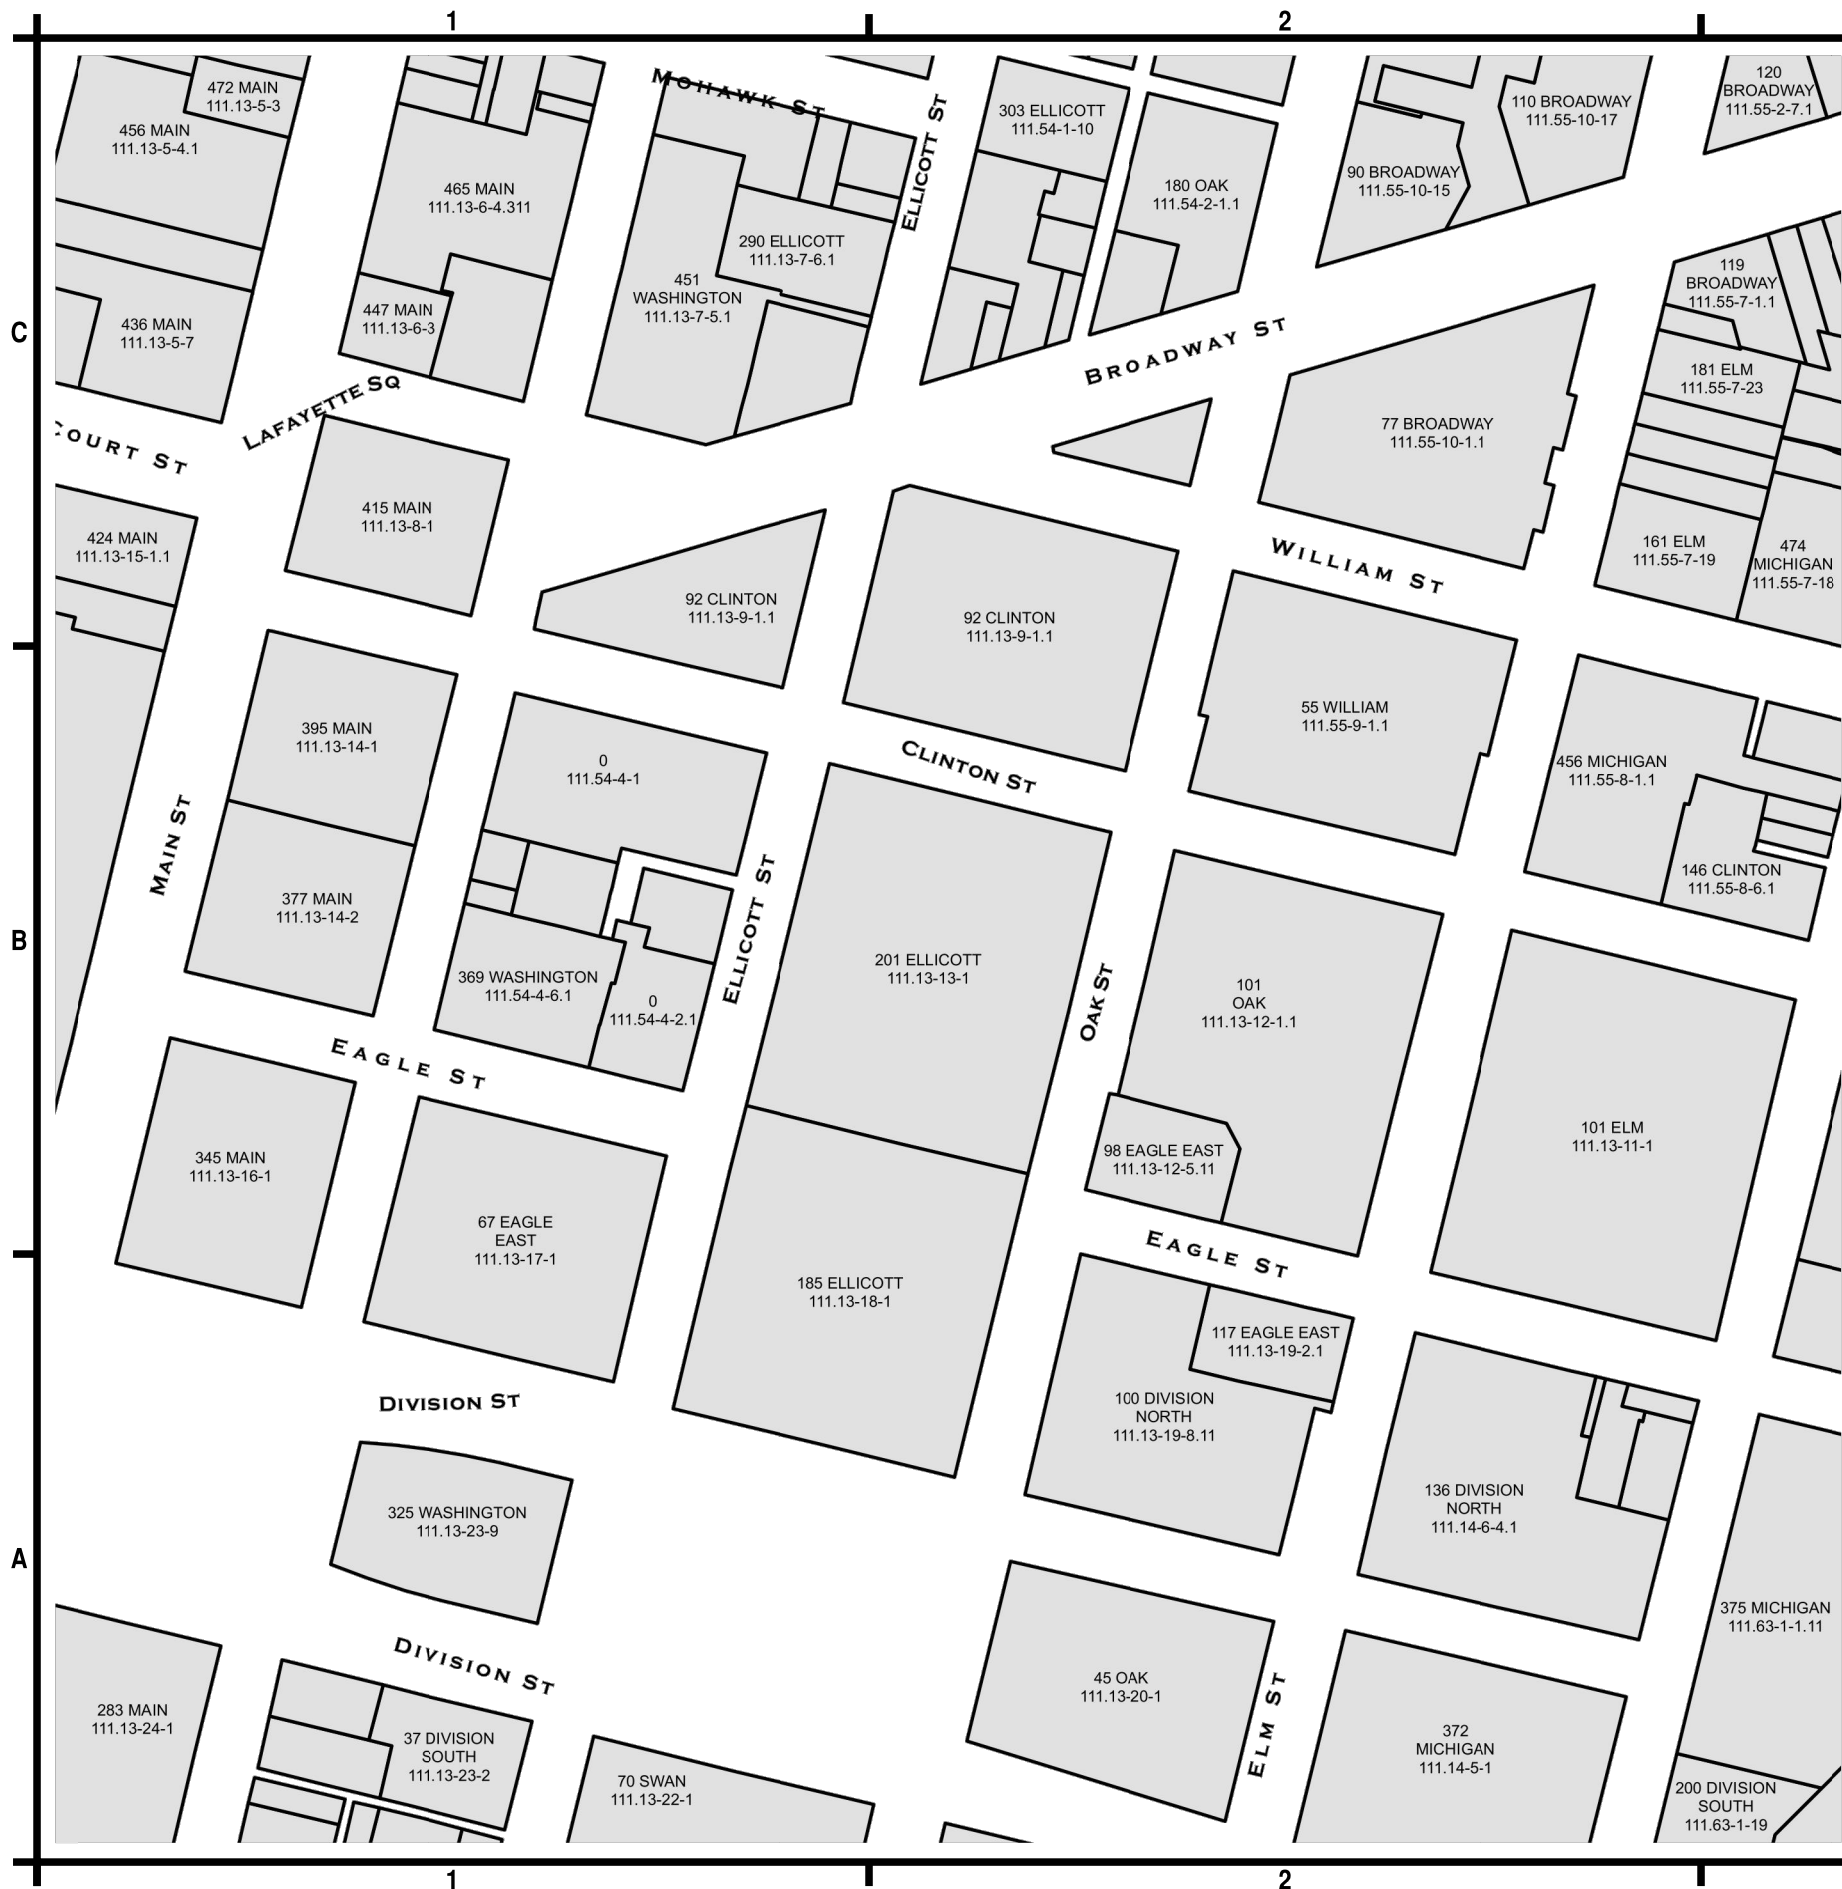 1
2
472 MAIN
111.13-5-3
456 MAIN
111.13-5-4.1
MOHAWK ST
ELLICOTT ST
303 ELLICOTT
111.54-1-10
110 BROADWAY
111.55-10-17
120
BROADWAY
111.55-2-7.1
465 MAIN
111.13-6-4.311
180 OAK
111.54-2-1.1
90 BROADWAY
111.55-10-15
290 ELLICOTT
111.13-7-6.1
451
WASHINGTON
111.13-7-5.1
119
BROADWAY
111.55-7-1.1
C
436 MAIN
111.13-5-7
447 MAIN
111.13-6-3
BROADWAY ST
LAFAYETTE SQ
181 ELM
111.55-7-23
COURT ST
77 BROADWAY
111.55-10-1.1
415 MAIN
111.13-8-1
424 MAIN
111.13-15-1.1
WILLIAM ST
161 ELM
111.55-7-19
474
MICHIGAN
111.55-7-18
92 CLINTON
111.13-9-1.1
92 CLINTON
111.13-9-1.1
395 MAIN
111.13-14-1
55 WILLIAM
111.55-9-1.1
0
111.54-4-1
CLINTON ST
456 MICHIGAN
111.55-8-1.1
MAIN ST
377 MAIN
111.13-14-2
146 CLINTON
111.55-8-6.1
B
ELLICOTT ST
369 WASHINGTON
111.54-4-6.1
0
111.54-4-2.1
201 ELLICOTT
111.13-13-1
OAK ST
101
OAK
111.13-12-1.1
EAGLE ST
345 MAIN
111.13-16-1
98 EAGLE EAST
111.13-12-5.11
101 ELM
111.13-11-1
67 EAGLE
EAST
111.13-17-1
EAGLE ST
185 ELLICOTT
111.13-18-1
117 EAGLE EAST
111.13-19-2.1
DIVISION ST
100 DIVISION
NORTH
111.13-19-8.11
325 WASHINGTON
111.13-23-9
136 DIVISION
NORTH
111.14-6-4.1
A
375 MICHIGAN
111.63-1-1.11
DIVISION ST
45 OAK
111.13-20-1
ELM ST
283 MAIN
111.13-24-1
37 DIVISION
SOUTH
111.13-23-2
372
MICHIGAN
111.14-5-1
70 SWAN
111.13-22-1
200 DIVISION
SOUTH
111.63-1-19
1
2